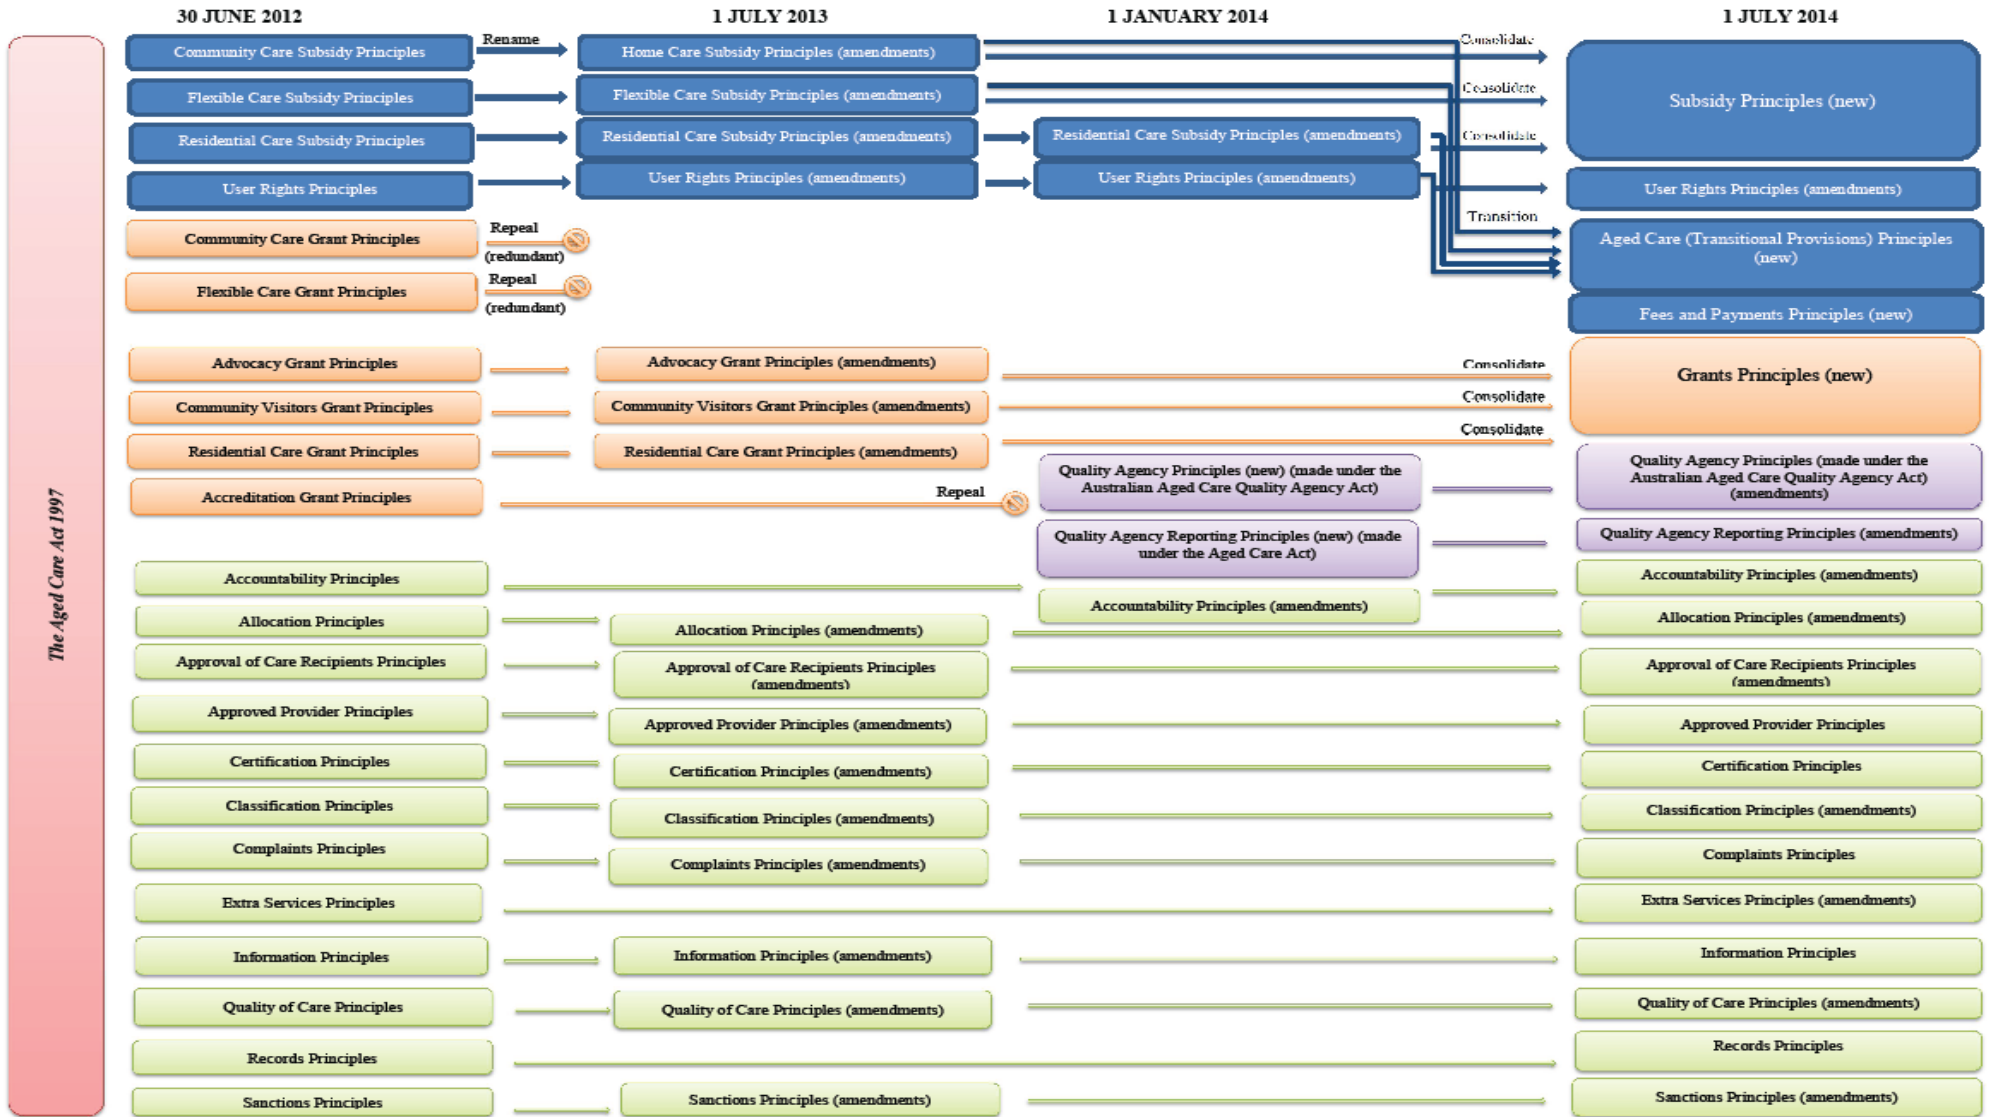 30 JUNE 2012
1 JULY 2013
1 JANUARY 2014
1 JULY 2014
The Aged Care Act 1997
Community Care Subsidy Principles
Rename
Home Care Subsidy Principles (amendments)
Consolidate
Flexible Care Subsidy Principles
Flexible Care Subsidy Principles (amendments)
Consolidate
Subsidy Principles (new)
Residential Care Subsidy Principles
Residential Care Subsidy Principles (amendments)
Residential Care Subsidy Principles (amendments)
Consolidate
User Rights Principles
User Rights Principles (amendments)
User Rights Principles (amendments)
User Rights Principles (amendments)
Transition
Aged Care (Transitional Provisions) Principles
(new)
Community Care Grant Principles
Repeal
(redundant)
Flexible Care Grant Principles
Repeal
(redundant)
Fees and Payments Principles (new)
Advocacy Grant Principles
Advocacy Grant Principles (amendments)
Consolidate
Grants Principles (new)
Community Visitors Grant Principles
Community Visitors Grant Principles (amendments)
Consolidate
Residential Care Grant Principles
Residential Care Grant Principles (amendments)
Consolidate
Accreditation Grant Principles
Repeal
Quality Agency Principles (new) (made under the
Australian Aged Care Quality Agency Act)
Quality Agency Principles (made under the
Australian Aged Care Quality Agency Act)
(amendments)
Quality Agency Reporting Principles (new) (made
under the Aged Care Act)
Quality Agency Reporting Principles (amendments)
Accountability Principles
Accountability Principles (amendments)
Accountability Principles (amendments)
Allocation Principles
Allocation Principles (amendments)
Allocation Principles (amendments)
Approval of Care Recipients Principles
Approval of Care Recipients Principles
(amendments)
Approval of Care Recipients Principles
(amendments)
Approved Provider Principles
Approved Provider Principles (amendments)
Approved Provider Principles
Certification Principles
Certification Principles (amendments)
Certification Principles
Classification Principles
Classification Principles (amendments)
Classification Principles (amendments)
Complaints Principles
Complaints Principles (amendments)
Complaints Principles
Extra Services Principles
Extra Services Principles (amendments)
Information Principles
Information Principles (amendments)
Information Principles
Quality of Care Principles
Quality of Care Principles (amendments)
Quality of Care Principles (amendments)
Records Principles
Records Principles
Sanctions Principles
Sanctions Principles (amendments)
Sanctions Principles (amendments)